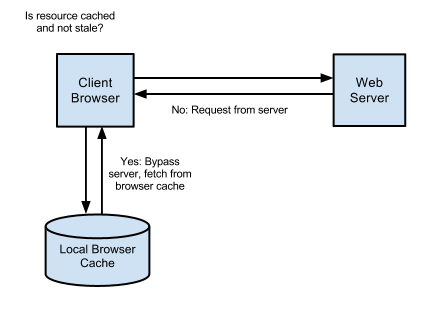 Is resource cached
and not stale?
Client
Browser
Web
Server
No: Request from server
Yes: Bypass
server, fetch from
browser cache
Local Browser
Cache